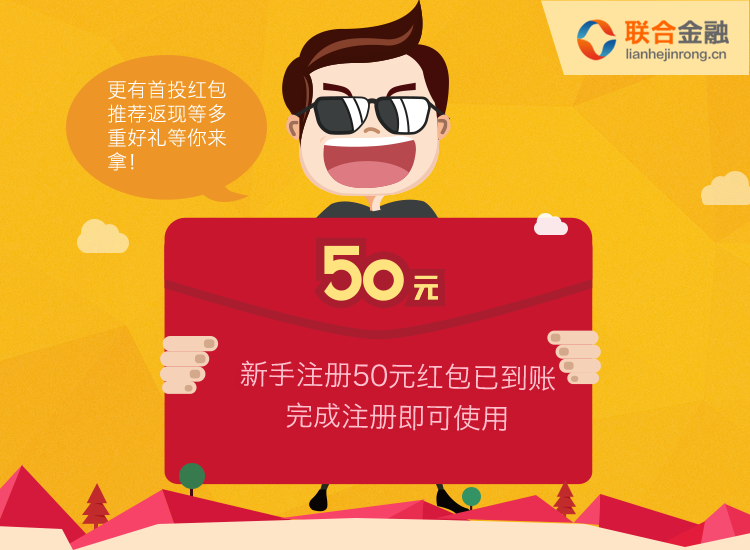 联合金融
lianhejinrong.cn
更有首投红包
推荐返现等多
重好礼等你来
拿!
50元
新手注册50元红包已到账
完成注册即可使用